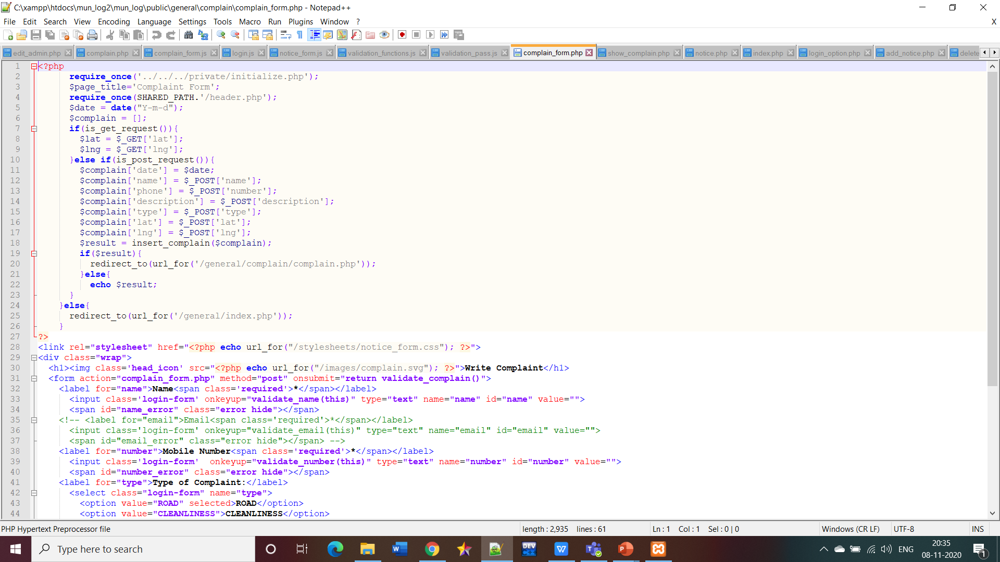 C:\xampp\htdocs\mun_log2\mun_log\public\general\complain\complain_form.php - Notepad++
File Edit Search View Encoding Language Settings Tools Macro Run Plugins Window ? X
edit_admin.php complain.php complain_form.js login.js notice_form.js validation_functions.js validation_pass.js complain_form.php show_complain.php notice.php index.php login_option.php add_notice.php delete
1 <?php
2 require_once('../../../private/initialize.php');
3 $page_title='Complaint Form';
4 require_once(SHARED_PATH.'/header.php');
5 $date = date("Y-m-d");
6 $complain = [];
7 if(is_get_request()){
8 $lat = $_GET['lat'];
9 $lng = $_GET['lng'];
10 }else if(is_post_request()){
11 $complain['date'] = $date;
12 $complain['name'] = $_POST['name'];
13 $complain['phone'] = $_POST['number'];
14 $complain['description'] = $_POST['description'];
15 $complain['type'] = $_POST['type'];
16 $complain['lat'] = $_POST['lat'];
17 $complain['lng'] = $_POST['lng'];
18 $result = insert_complain($complain);
19 if($result){
20 redirect_to(url_for('/general/complain/complain.php'));
21 }else{
22 echo $result;
23 }
24 }else{
25 redirect_to(url_for('/general/index.php'));
26 }
27 ?>
28 <link rel="stylesheet" href="<?php echo url_for("/stylesheets/notice_form.css"); ?>">
29 <div class="wrap">
30 <h1><img class='head_icon' src="<?php echo url_for("/images/complain.svg"); ?>">Write Complaint</h1>
31 <form action="complain_form.php" method="post" onsubmit="return validate_complain()">
32 <label for="name">Name<span class='required'>*</span></label>
33 <input class='login-form' onkeyup="validate_name(this)" type="text" name="name" id="name" value="">
34 <span id="name_error" class="error hide"></span>
35 <!-- <label for="email">Email<span class='required'>*</span></label>
36 <input class='login-form' onkeyup="validate_email(this)" type="text" name="email" id="email" value="">
37 <span id="email_error" class="error hide"></span> -->
38 <label for="number">Mobile Number<span class='required'>*</span></label>
39 <input class='login-form'  onkeyup="validate_number(this)" type="text" name="number" id="number" value="">
40 <span id="number_error" class="error hide"></span>
41 <label for="type">Type of Complaint:</label>
42 <select class="login-form" name="type">
43 <option value="ROAD" selected>ROAD</option>
44 <option value="CLEANLINESS">CLEANLINESS</option>
PHP Hypertext Preprocessor file length : 2,935 lines : 61 Ln : 1 Col : 1 Sel : 0 | 0 Windows (CR LF) UTF-8 INS
Type here to search DEV C++ ENG 20:35
08-11-2020 1